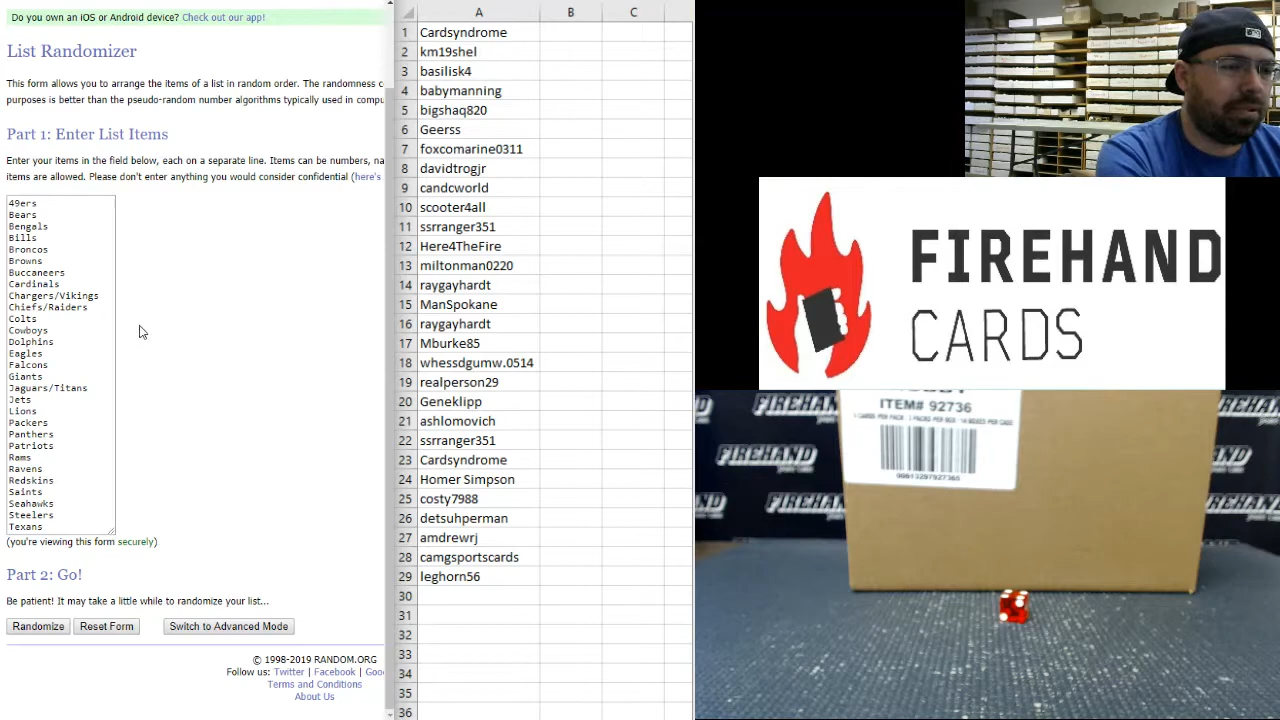 Do you own an iOS or Android device? Check out our app!
List Randomizer
This form allows you to arrange the items of a list in random order. The randomness c
purposes is better than the pseudo-random number algorithms typically used in compu
Part 1: Enter List Items
Enter your items in the field below, each on a separate line. Items can be numbers, na
items are allowed. Please don't enter anything you would consider confidential (here's
49ers
Bears
Bengals
Bills
Broncos
Browns
Buccaneers
Cardinals
Chargers/Vikings
Chiefs/Raiders
Colts
Cowboys
Dolphins
Eagles
Falcons
Giants
Jaguars/Titans
Jets
Lions
Packers
Panthers
Patriots
Rams
Ravens
Redskins
Saints
Seahawks
Steelers
Texans
(you're viewing this form securely)
Part 2: Go!
Be patient! It may take a little while to randomize your list...
Randomize Reset Form Switch to Advanced Mode
© 1998-2019 RANDOM.ORG
Follow us: Twitter | Facebook | Goo
Terms and Conditions
About Us
A B C
1 Cardsyndrome
2 km19shel
3 basilisk4
4 babymanning
5 bigshaq820
6 Geerss
7 foxcomarine0311
8 davidtrogjr
9 candcworld
10 scooter4all
11 ssrranger351
12 Here4TheFire
13 miltonman0220
14 raygayhardt
15 ManSpokane
16 raygayhardt
17 Mburke85
18 whessdgumw.0514
19 realperson29
20 Geneklipp
21 ashlomovich
22 ssrranger351
23 Cardsyndrome
24 Homer Simpson
25 costy7988
26 detsuhperman
27 amdrewrj
28 camgsportscards
29 leghorn56
30
31
32
33
34
35
36
FIREHAND
CARDS
ITEM# 92736
FIREHAND
FIREHAND
FIREHAND
FIREHAND